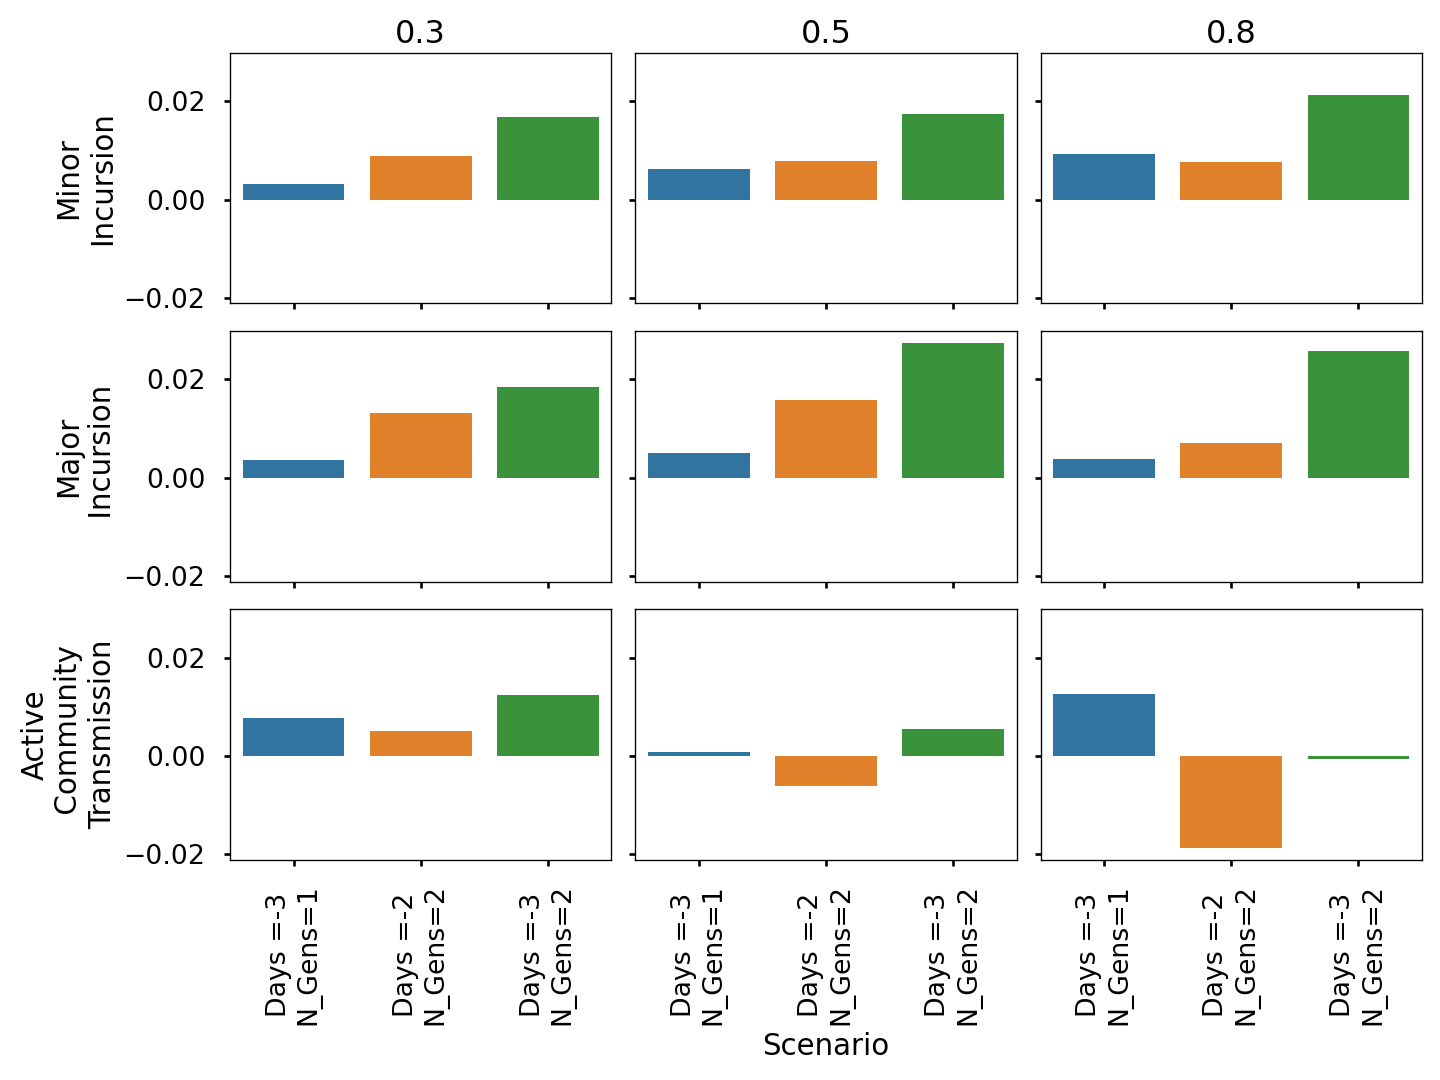 0.3 0.5 0.8
Minor
Incursion
0.02
0.00
−0.02
Major
Incursion
0.02
0.00
−0.02
Active
Community
Transmission
0.02
0.00
−0.02
Days =-3
N_Gens=1
Days =-2
N_Gens=2
Days =-3
N_Gens=2
Days =-3
N_Gens=1
Days =-2
N_Gens=2
Days =-3
N_Gens=2
Days =-3
N_Gens=1
Days =-2
N_Gens=2
Days =-3
N_Gens=2
Scenario